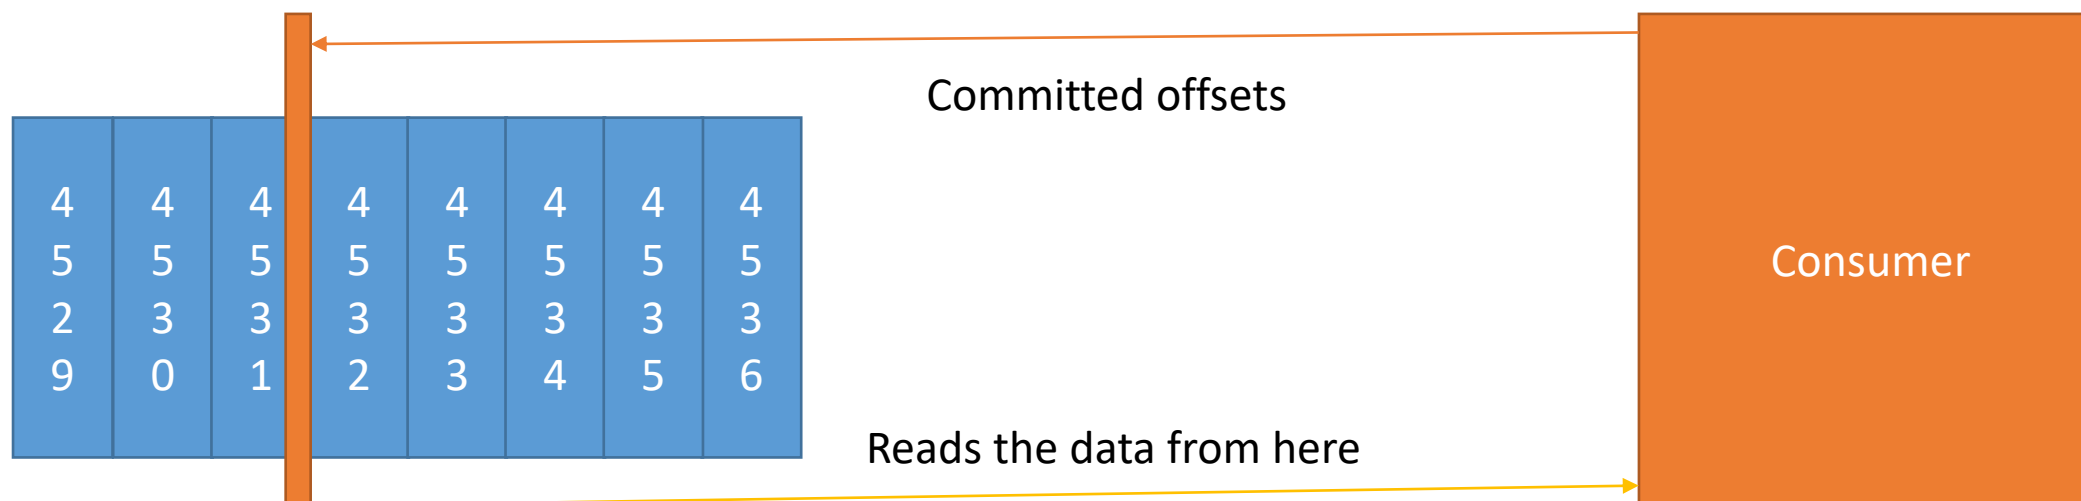 Committed offsets
4529
4530
4531
4532
4533
4534
4535
4536
Consumer
Reads the data from here